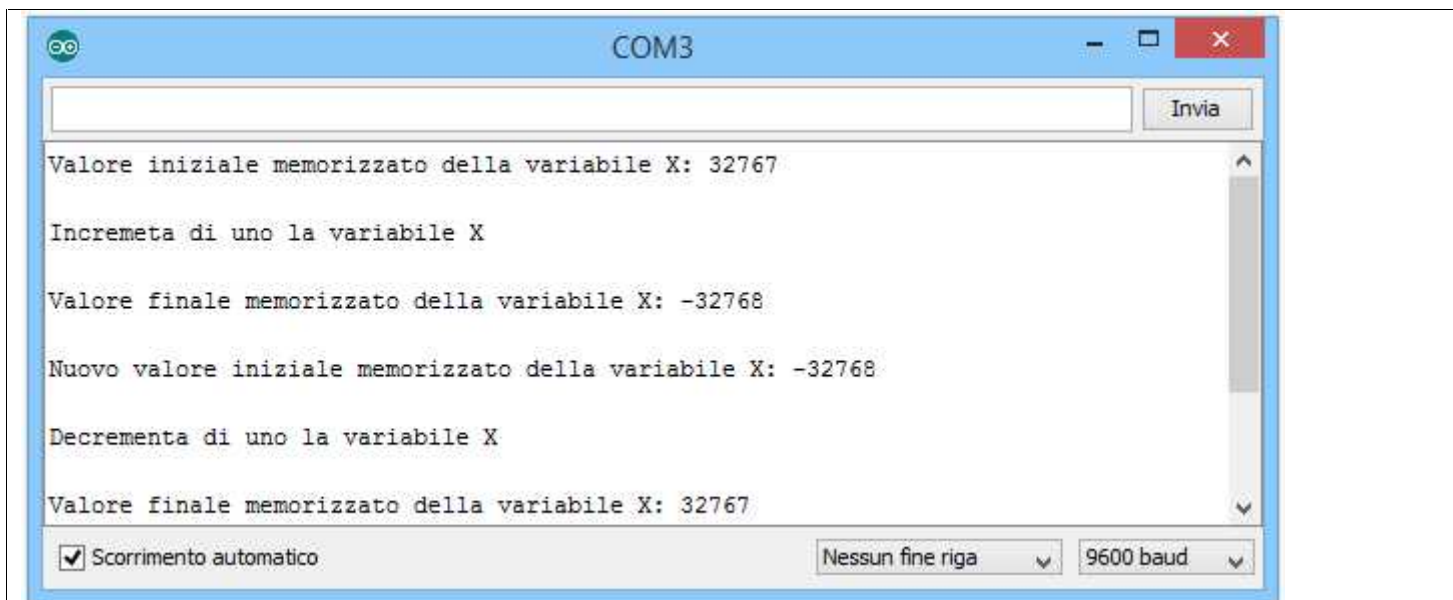 COM3
Invia
Valore iniziale memorizzato della variabile X: 32767
Incremeta di uno la variabile X
Valore finale memorizzato della variabile X: -32768
Nuovo valore iniziale memorizzato della variabile X: -32768
Decrementa di uno la variabile X
Valore finale memorizzato della variabile X: 32767
Scorrimento automatico
Nessun fine riga
9600 baud